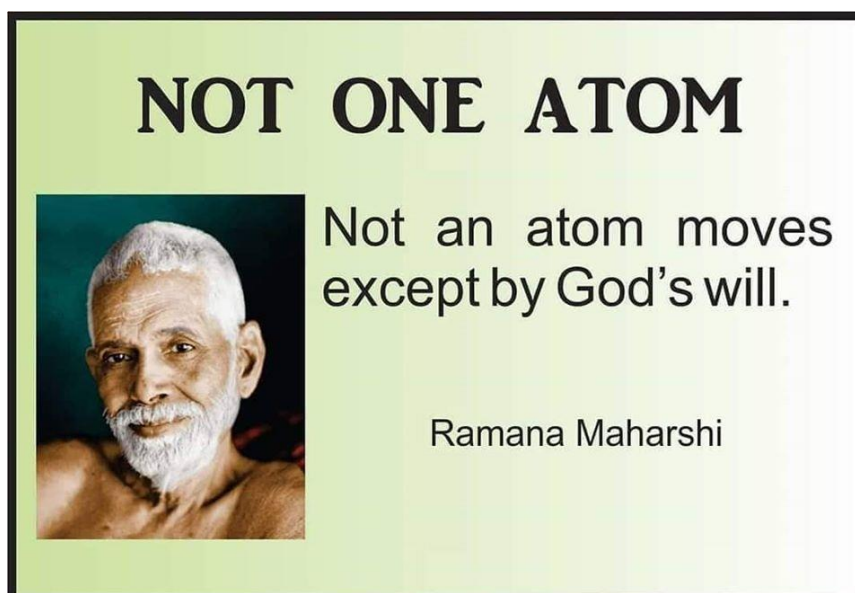 NOT ONE ATOM
Not an atom moves
except by God’s will.
Ramana Maharshi